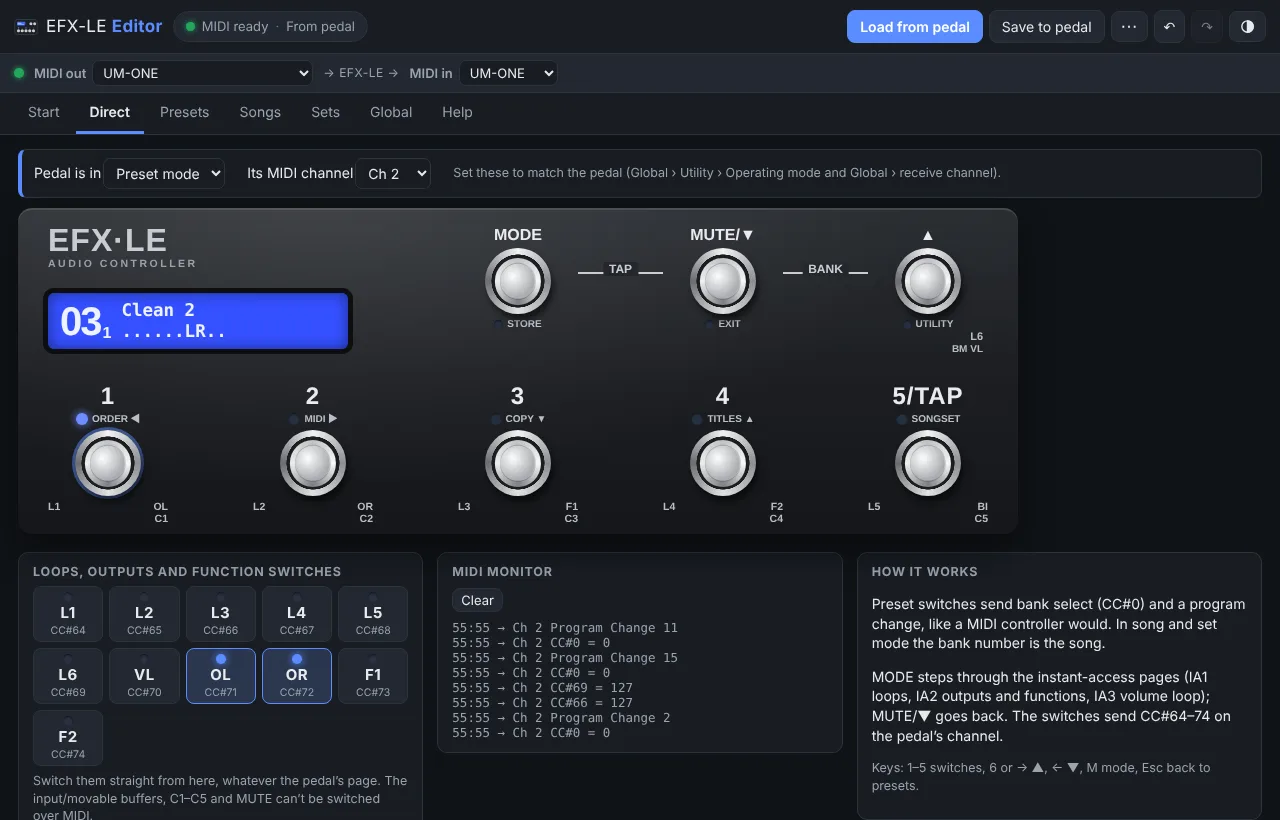 EFX-LE Editor
MIDI ready · From pedal
Load from pedal
Save to pedal
MIDI out
UM-ONE
→ EFX-LE →
MIDI in
UM-ONE
Start
Direct
Presets
Songs
Sets
Global
Help
Pedal is in
Preset mode
Its MIDI channel
Ch 2
Set these to match the pedal (Global › Utility › Operating mode and Global › receive channel).
EFX·LE
AUDIO CONTROLLER
MODE
MUTE/▼
▲
TAP
BANK
STORE
EXIT
UTILITY
L6
BM VL
03 1
Clean 2
......LR..
1
2
3
4
5/TAP
ORDER ◀
MIDI ▶
COPY ▼
TITLES ▲
SONGSET
L1
OL
C1
L2
OR
C2
L3
F1
C3
L4
F2
C4
L5
BI
C5
LOOPS, OUTPUTS AND FUNCTION SWITCHES
L1
CC#64
L2
CC#65
L3
CC#66
L4
CC#67
L5
CC#68
L6
CC#69
VL
CC#70
OL
CC#71
OR
CC#72
F1
CC#73
F2
CC#74
Switch them straight from here, whatever the pedal’s page. The
input/movable buffers, C1–C5 and MUTE can’t be switched
over MIDI.
MIDI MONITOR
Clear
55:55 → Ch 2 Program Change 11
55:55 → Ch 2 CC#0 = 0
55:55 → Ch 2 Program Change 15
55:55 → Ch 2 CC#0 = 0
55:55 → Ch 2 CC#69 = 127
55:55 → Ch 2 CC#66 = 127
55:55 → Ch 2 Program Change 2
55:55 → Ch 2 CC#0 = 0
HOW IT WORKS
Preset switches send bank select (CC#0) and a program
change, like a MIDI controller would. In song and set
mode the bank number is the song.
MODE steps through the instant-access pages (IA1
loops, IA2 outputs and functions, IA3 volume loop);
MUTE/▼ goes back. The switches send CC#64–74 on
the pedal’s channel.
Keys: 1–5 switches, 6 or → ▲, ← ▼, M mode, Esc back to
presets.